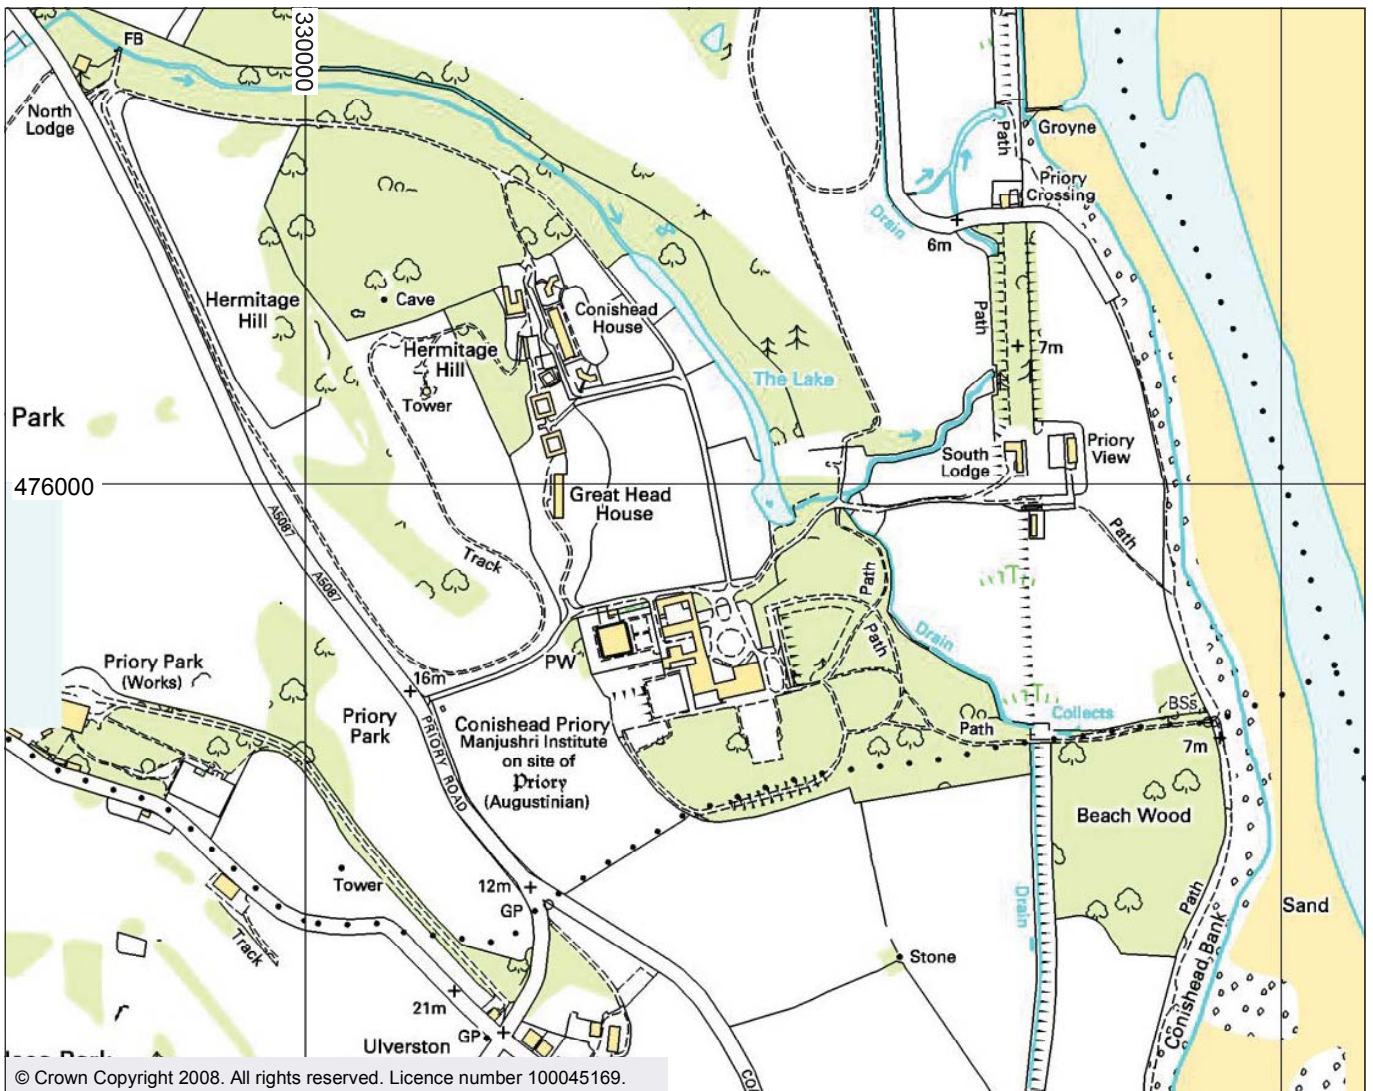 FB
330000
North
Lodge
Groyne
Path
Priory
Crossing
Drain
6m
Hermitage
Hill
Cave
Conishead
House
Path
7m
Hermitage
Hill
Tower
The Lake
Park
South
Lodge
Priory
View
476000
Great Head
House
A5087
Path
Track
A5087
Path
Path
Drain
PW
Priory Park
(Works)
16m
BSs
Collects
Path
7m
Priory
Park
PRIORY ROAD
Conishead Priory
Manjushri Institute
on site of
Priory
(Augustinian)
Beach Wood
Tower
12m
GP
Drain
Path
Sand
Track
Stone
Conishead Bank
21m
GP
Ulverston
© Crown Copyright 2008. All rights reserved. Licence number 100045169.